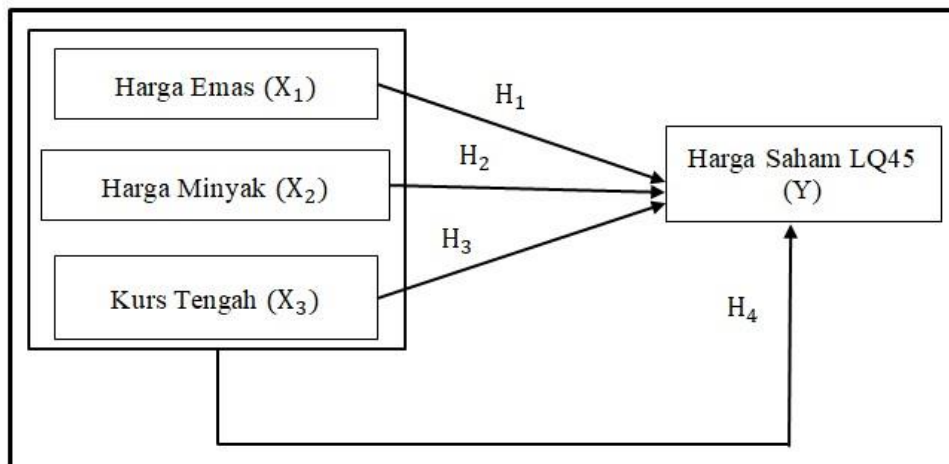 Harga Emas (X₁)
H₁
Harga Minyak (X₂)
H₂
Harga Saham LQ45
(Y)
H₃
Kurs Tengah (X₃)
H₄